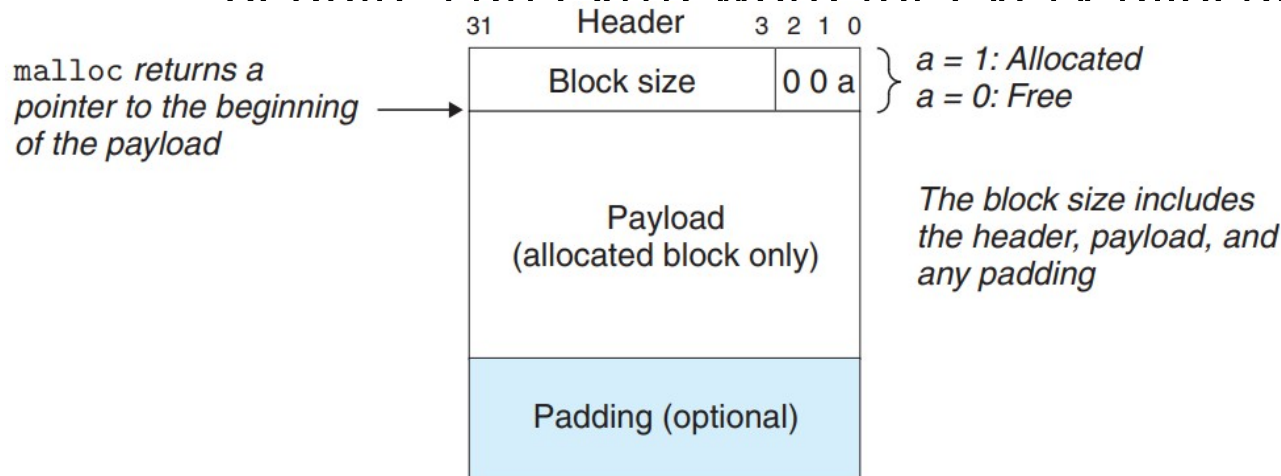 31 Header 3 2 1 0
malloc returns a
pointer to the beginning
of the payload
Block size 0 0 a
a = 1: Allocated
a = 0: Free
Payload
(allocated block only)
The block size includes
the header, payload, and
any padding
Padding (optional)